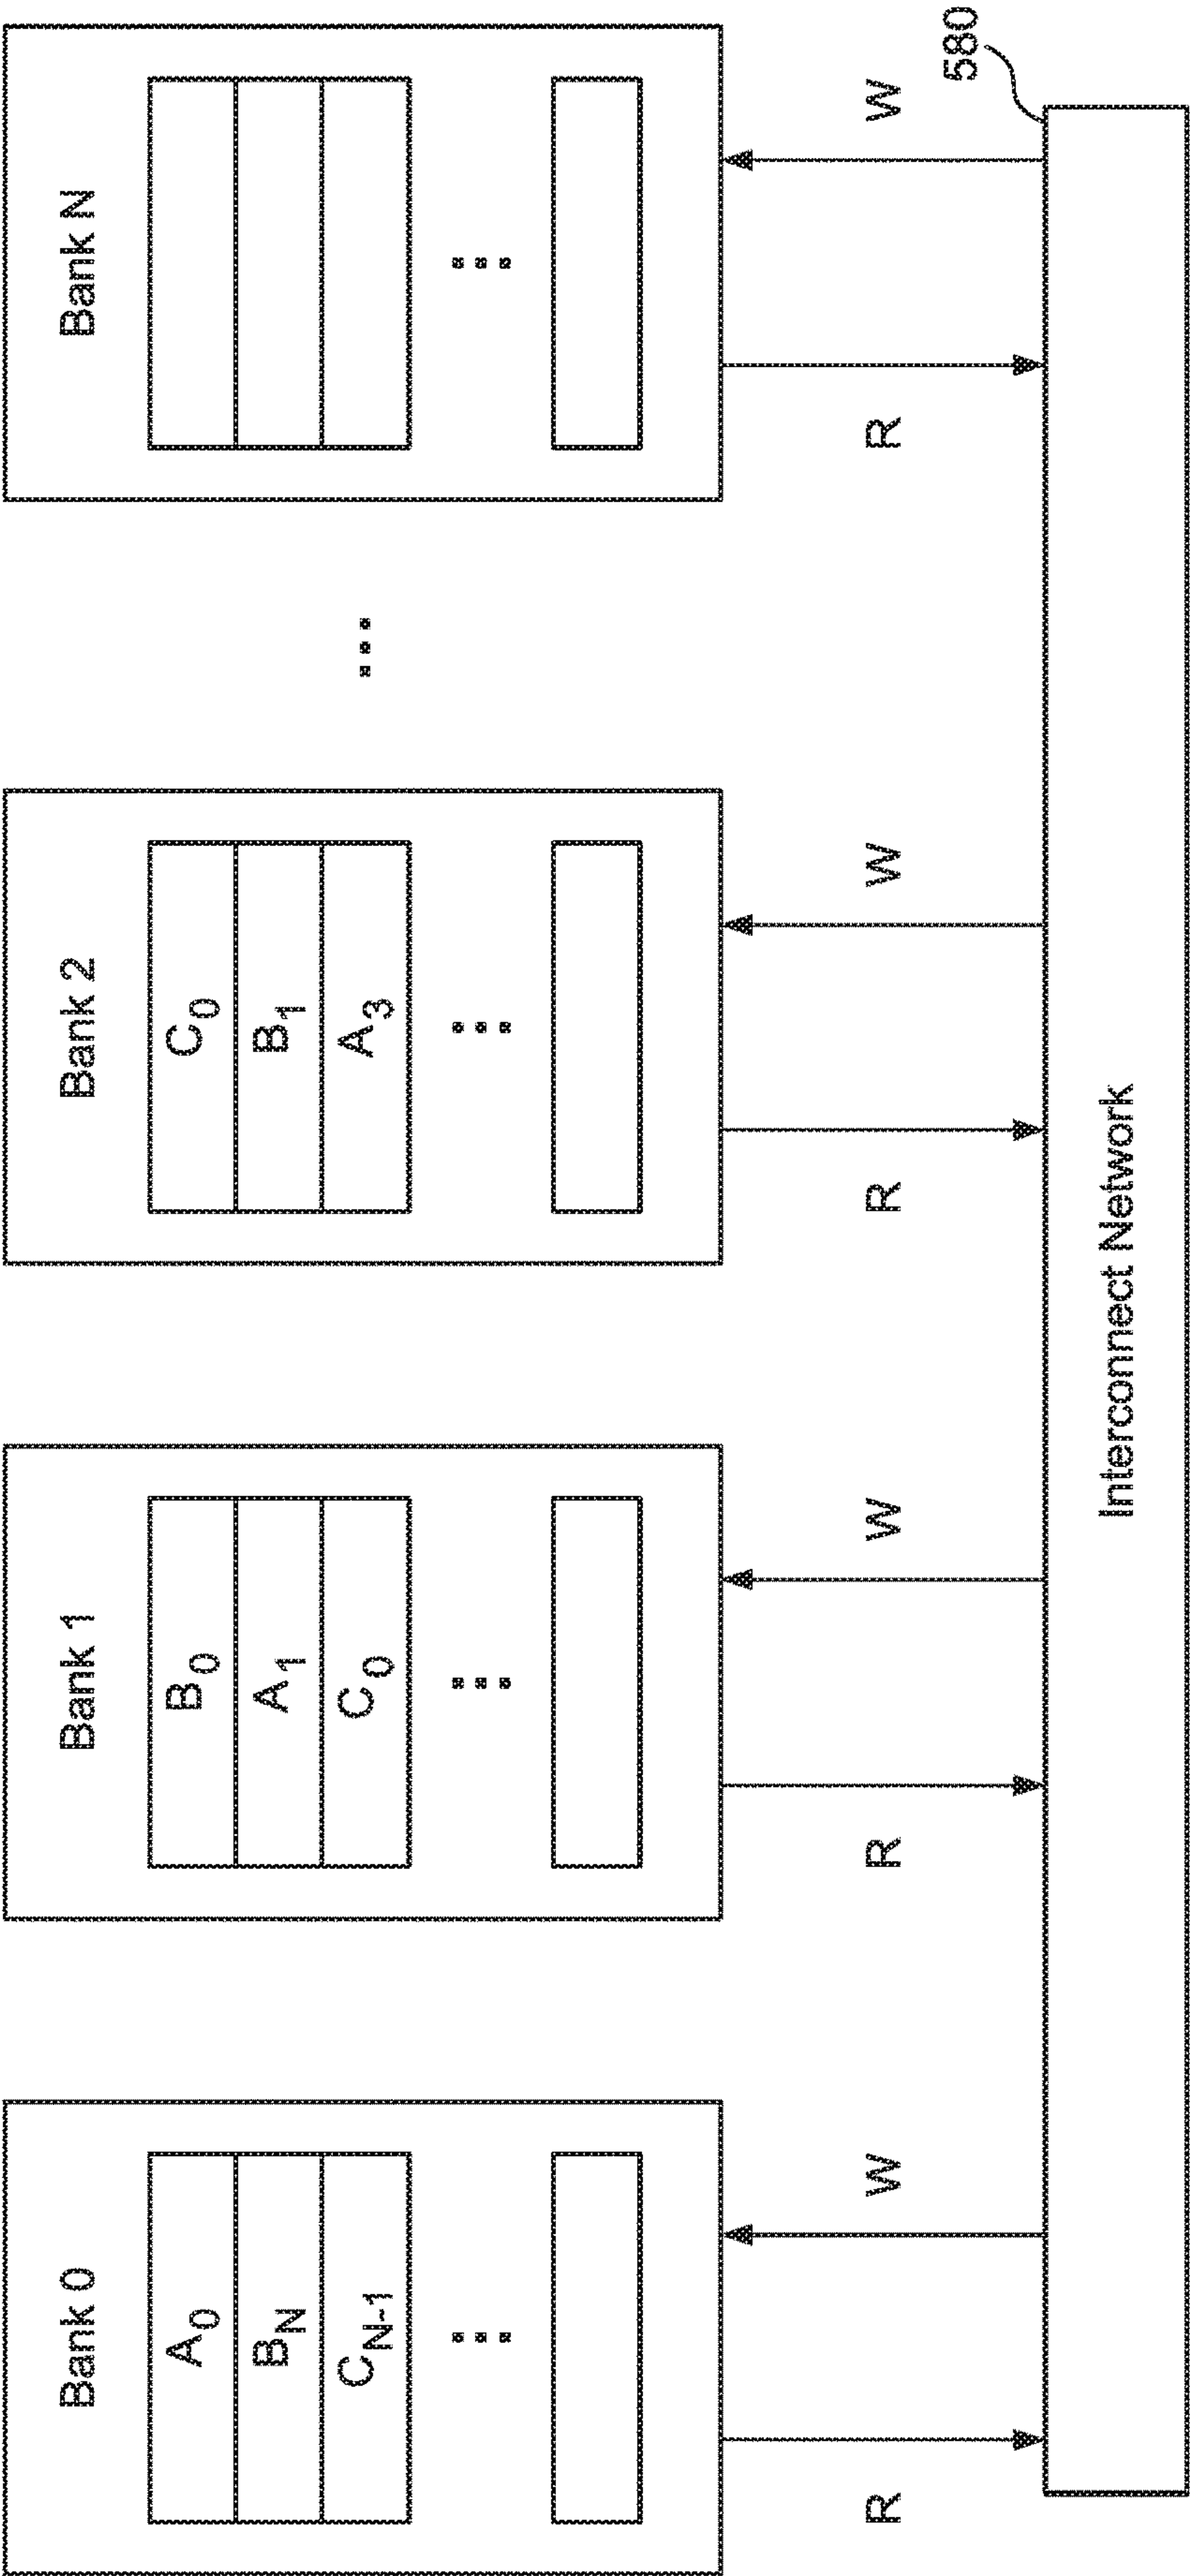 Bank 0
A0
BN
CN-1
...
R
W
Bank 1
B0
A1
C0
...
R
W
Bank 2
C0
B1
A3
...
R
W
...
Bank N
...
R
W
580
Interconnect Network